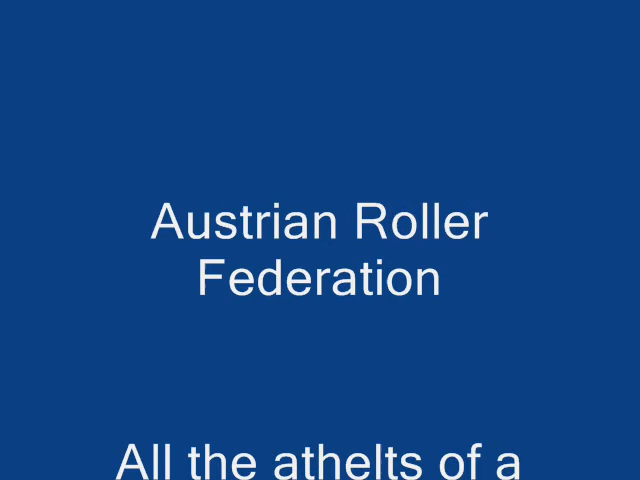 Austrian Roller
Federation
All the athelts of a